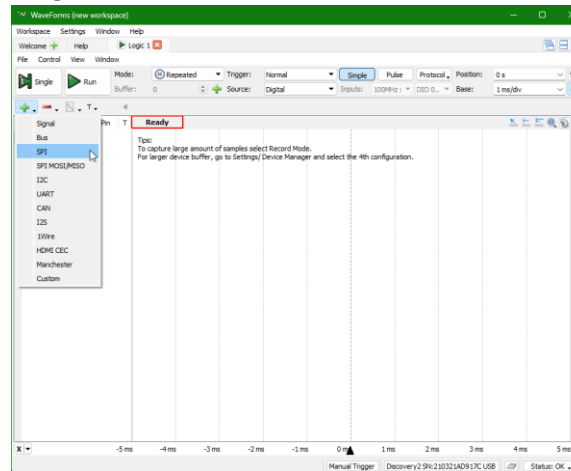 WaveForms (new workspace)
Workspace Settings Window Help
Welcome Help Logic 1
File Control View Window
Single Run Mode: Repeated Trigger: Normal Simple Pulse Protocol Position: 0 s
Buffer: 0 Source: Digital Inputs: 100MHz DIO 0.. Base: 1 ms/div
T
Pin T Ready
Signal
Bus
SPI
SPI MOSI/MISO
I2C
UART
CAN
I2S
1Wire
HDMI CEC
Manchester
Custom
Tips:
To capture large amount of samples select Record Mode.
For larger device buffer, go to Settings/ Device Manager and select the 4th configuration.
X -5 ms -4 ms -3 ms -2 ms -1 ms 0 ms 1 ms 2 ms 3 ms 4 ms 5 ms
Manual Trigger Discovery2 SN:210321AD917C USB Status: OK